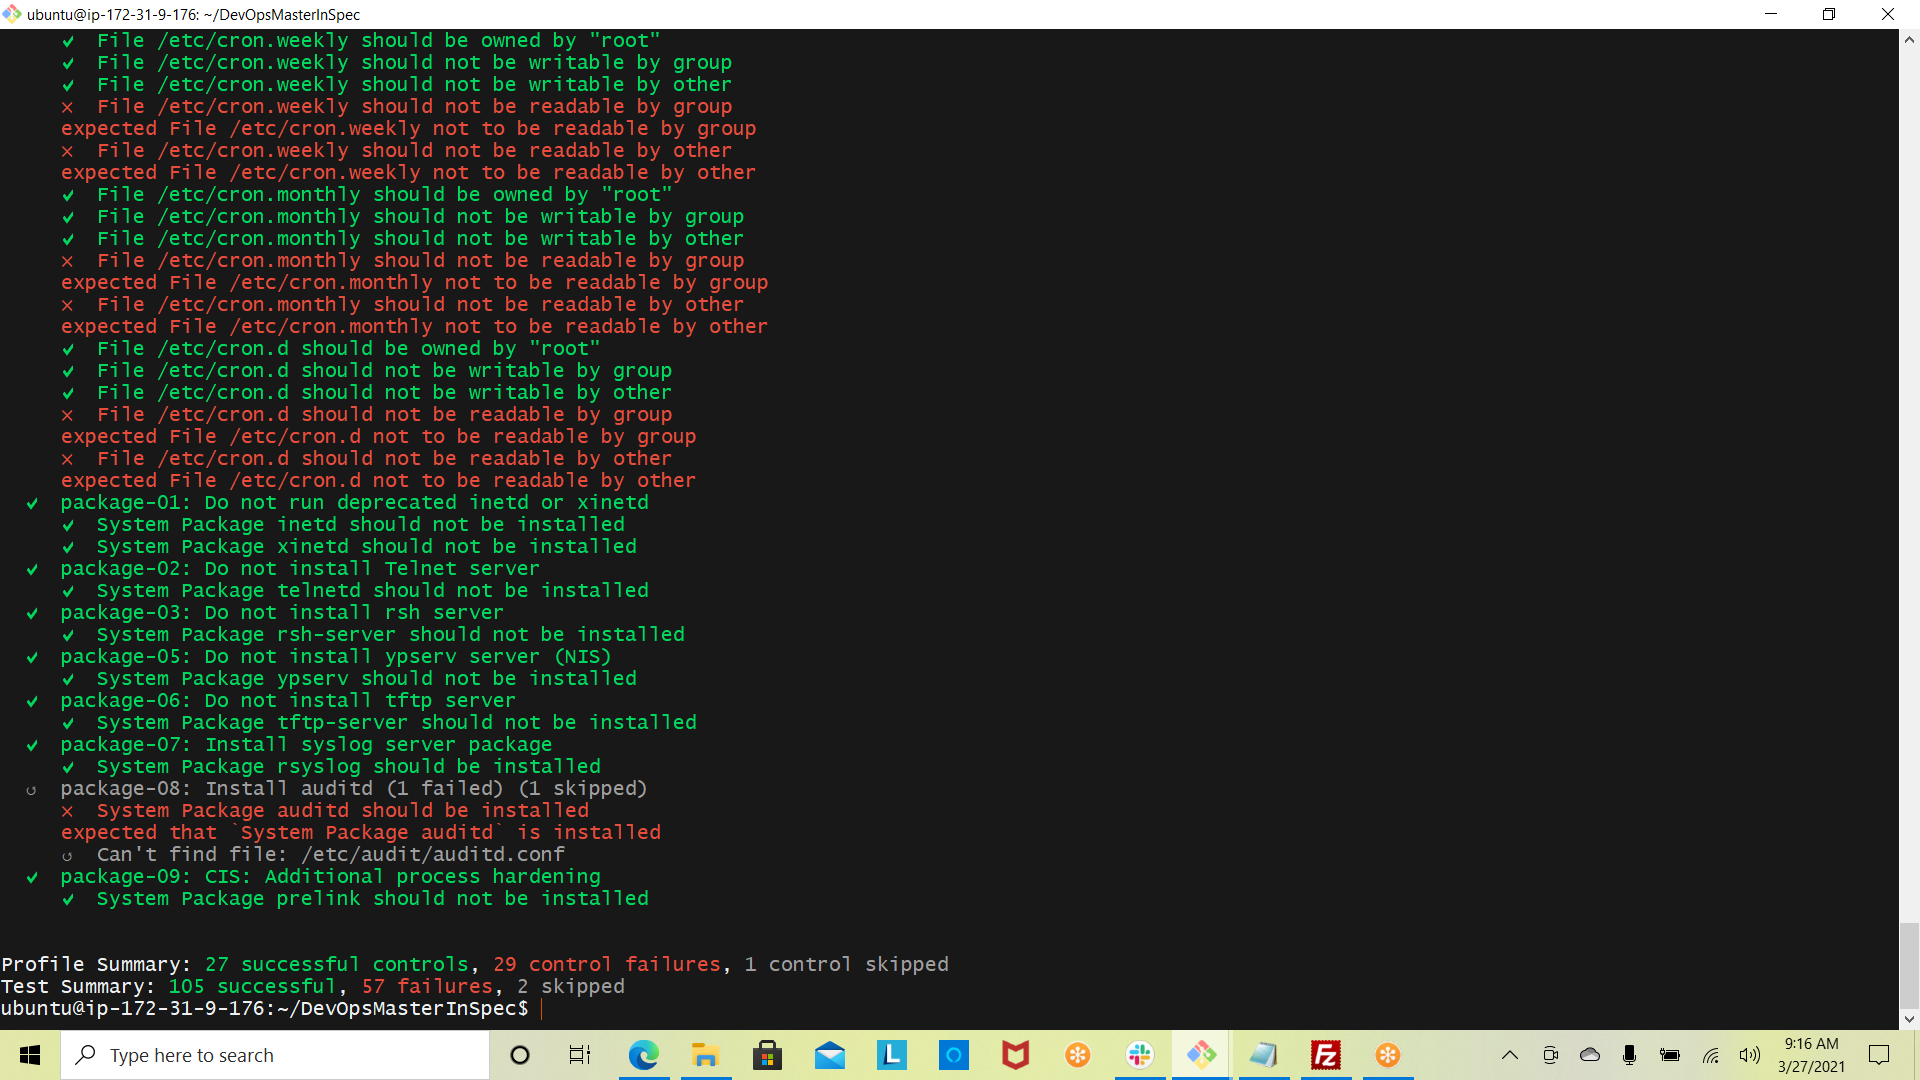 ubuntu@ip-172-31-9-176: ~/DevOpsMasterInSpec
✔ File /etc/cron.weekly should be owned by "root"
✔ File /etc/cron.weekly should not be writable by group
✔ File /etc/cron.weekly should not be writable by other
× File /etc/cron.weekly should not be readable by group
expected File /etc/cron.weekly not to be readable by group
× File /etc/cron.weekly should not be readable by other
expected File /etc/cron.weekly not to be readable by other
✔ File /etc/cron.monthly should be owned by "root"
✔ File /etc/cron.monthly should not be writable by group
✔ File /etc/cron.monthly should not be writable by other
× File /etc/cron.monthly should not be readable by group
expected File /etc/cron.monthly not to be readable by group
× File /etc/cron.monthly should not be readable by other
expected File /etc/cron.monthly not to be readable by other
✔ File /etc/cron.d should be owned by "root"
✔ File /etc/cron.d should not be writable by group
✔ File /etc/cron.d should not be writable by other
× File /etc/cron.d should not be readable by group
expected File /etc/cron.d not to be readable by group
× File /etc/cron.d should not be readable by other
expected File /etc/cron.d not to be readable by other
✔ package-01: Do not run deprecated inetd or xinetd
✔ System Package inetd should not be installed
✔ System Package xinetd should not be installed
✔ package-02: Do not install Telnet server
✔ System Package telnetd should not be installed
✔ package-03: Do not install rsh server
✔ System Package rsh-server should not be installed
✔ package-05: Do not install ypserv server (NIS)
✔ System Package ypserv should not be installed
✔ package-06: Do not install tftp server
✔ System Package tftp-server should not be installed
✔ package-07: Install syslog server package
✔ System Package rsyslog should be installed
↺ package-08: Install auditd (1 failed) (1 skipped)
× System Package auditd should be installed
expected that `System Package auditd` is installed
↺ Can't find file: /etc/audit/auditd.conf
✔ package-09: CIS: Additional process hardening
✔ System Package prelink should not be installed
Profile Summary: 27 successful controls, 29 control failures, 1 control skipped
Test Summary: 105 successful, 57 failures, 2 skipped
ubuntu@ip-172-31-9-176:~/DevOpsMasterInSpec$
Type here to search
L
Fz
9:16 AM
3/27/2021